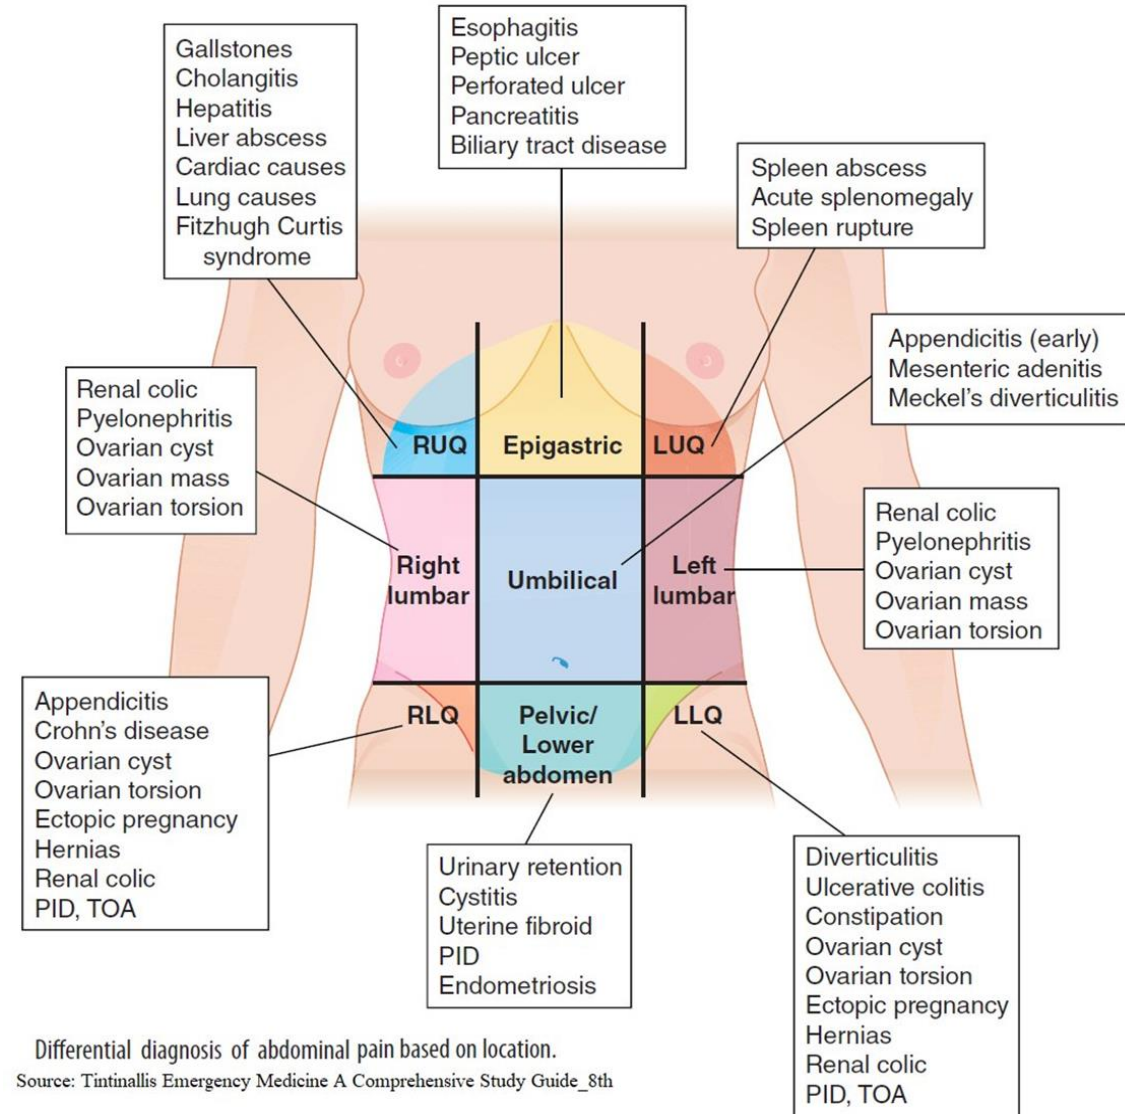 Gallstones
Cholangitis
Hepatitis
Liver abscess
Cardiac causes
Lung causes
Fitzhugh Curtis
syndrome
Esophagitis
Peptic ulcer
Perforated ulcer
Pancreatitis
Biliary tract disease
Spleen abscess
Acute splenomegaly
Spleen rupture
Appendicitis (early)
Mesenteric adenitis
Meckel's diverticulitis
Renal colic
Pyelonephritis
Ovarian cyst
Ovarian mass
Ovarian torsion
RUQ
Epigastric
LUQ
Right
lumbar
Umbilical
Left
lumbar
Renal colic
Pyelonephritis
Ovarian cyst
Ovarian mass
Ovarian torsion
RLQ
Pelvic/
Lower
abdomen
LLQ
Appendicitis
Crohn's disease
Ovarian cyst
Ovarian torsion
Ectopic pregnancy
Hernias
Renal colic
PID, TOA
Urinary retention
Cystitis
Uterine fibroid
PID
Endometriosis
Diverticulitis
Ulcerative colitis
Constipation
Ovarian cyst
Ovarian torsion
Ectopic pregnancy
Hernias
Renal colic
PID, TOA
Differential diagnosis of abdominal pain based on location.
Source: Tintinallis Emergency Medicine A Comprehensive Study Guide_8th